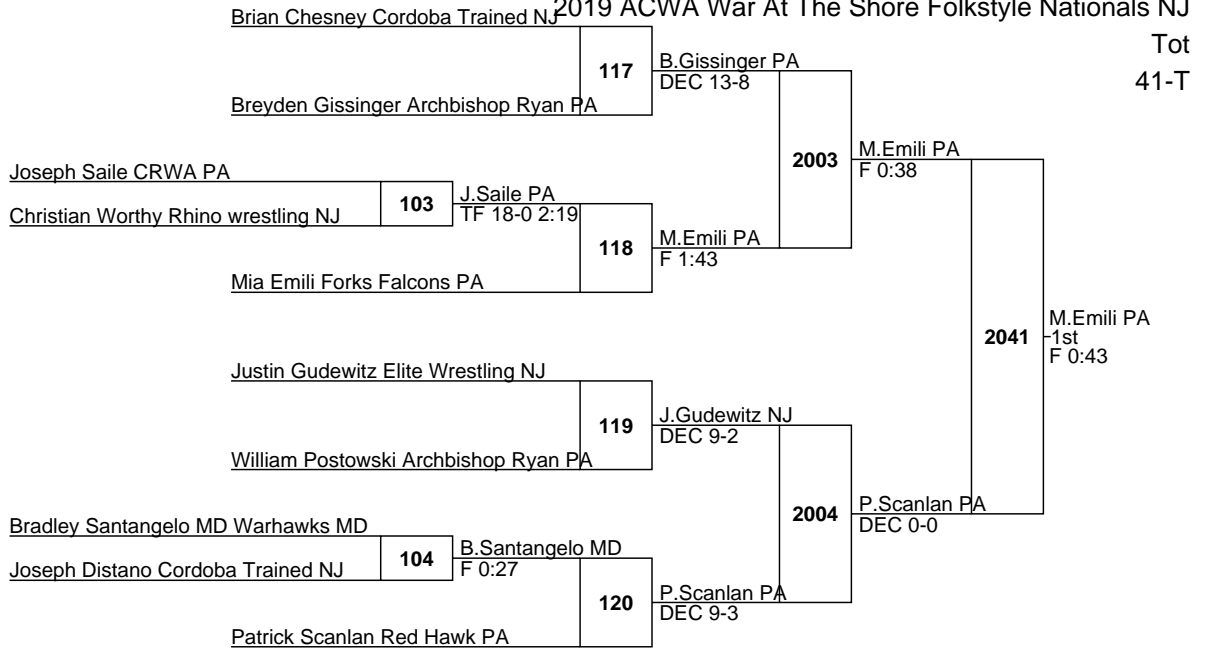 2019 ACWA War At The Shore Folkstyle Nationals NJ
Tot
41-T
Brian Chesney Cordoba Trained NJ
117
B.Gissinger PA
DEC 13-8
Breyden Gissinger Archbishop Ryan PA
2003
M.Emili PA
F 0:38
Joseph Saile CRWA PA
103
J.Saile PA
TF 18-0 2:19
Christian Worthy Rhino wrestling NJ
118
M.Emili PA
F 1:43
Mia Emili Forks Falcons PA
2041
M.Emili PA
1st
F 0:43
Justin Gudewitz Elite Wrestling NJ
119
J.Gudewitz NJ
DEC 9-2
William Postowski Archbishop Ryan PA
2004
P.Scanlan PA
DEC 0-0
Bradley Santangelo MD Warhawks MD
104
B.Santangelo MD
F 0:27
Joseph Distano Cordoba Trained NJ
120
P.Scanlan PA
DEC 9-3
Patrick Scanlan Red Hawk PA